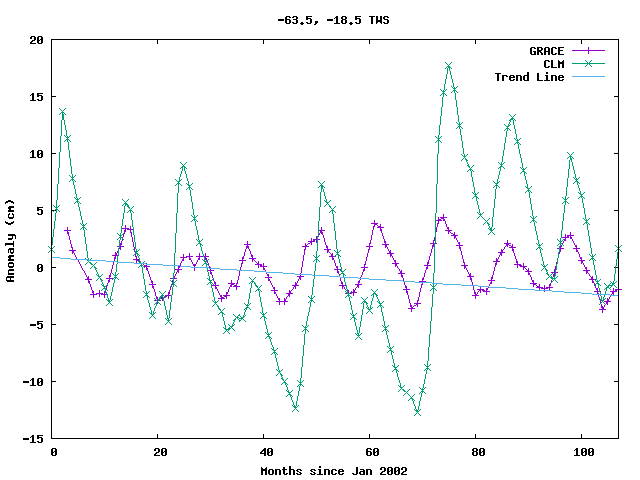 -63.5, -18.5 TWS
GRACE
CLM
Trend Line
20
15
10
5
0
-5
-10
-15
Anomaly (cm)
0 20 40 60 80 100
Months since Jan 2002